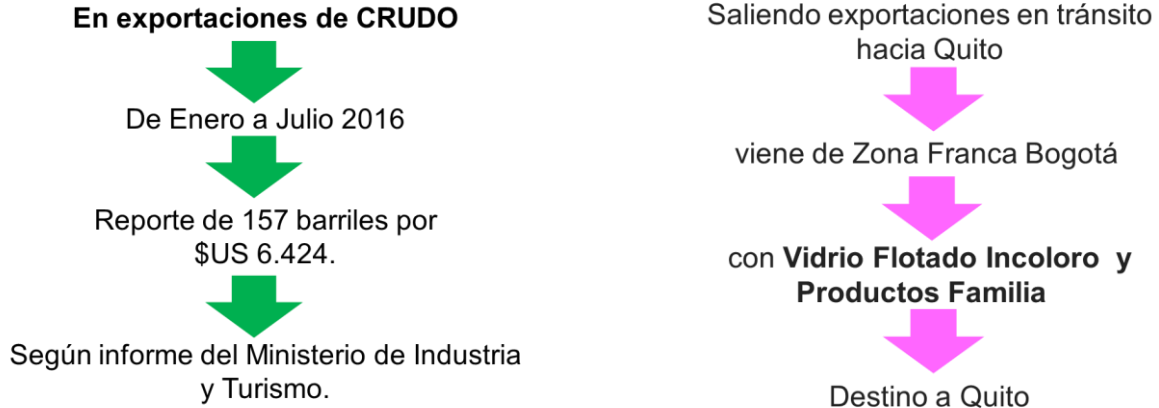 En exportaciones de CRUDO
De Enero a Julio 2016
Reporte de 157 barriles por
$US 6.424.
Según informe del Ministerio de Industria
y Turismo.
Saliendo exportaciones en tránsito
hacia Quito
viene de Zona Franca Bogotá
con Vidrio Flotado Incoloro y
Productos Familia
Destino a Quito